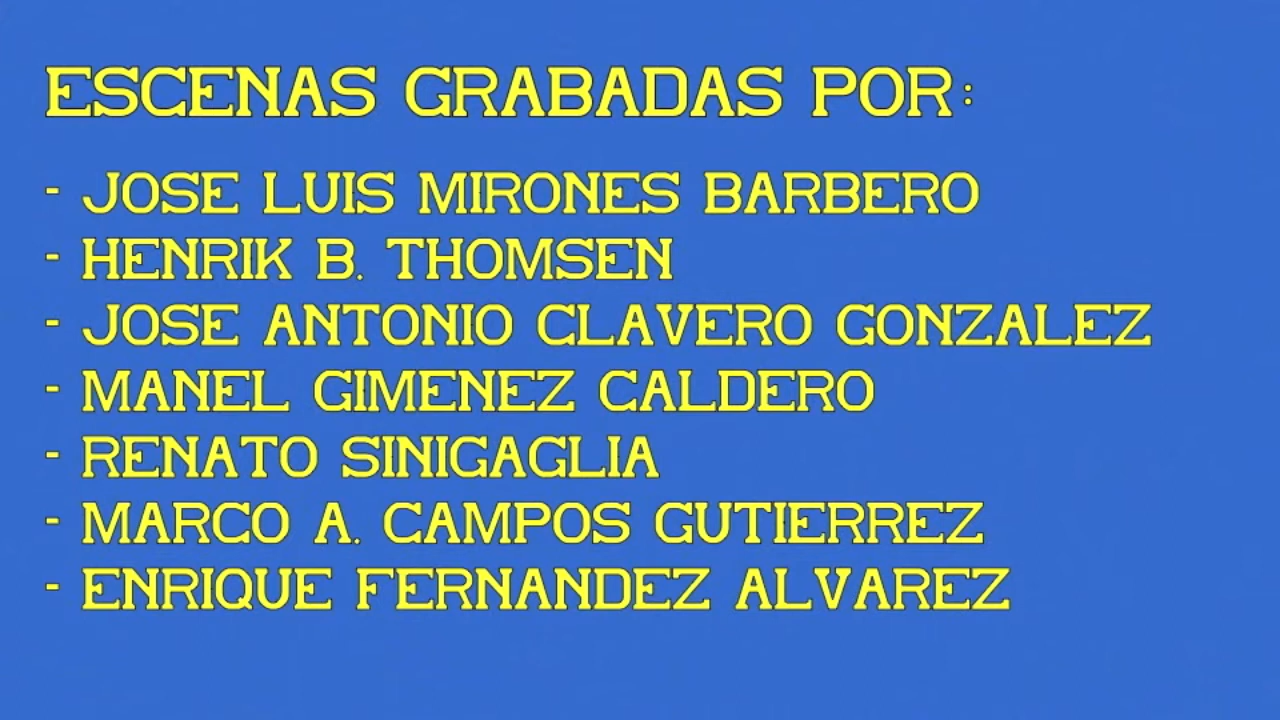 ESCENAS GRABADAS POR:
- JOSE LUIS MIRONES BARBERO
- HENRIK B. THOMSEN
- JOSE ANTONIO CLAVERO GONZALEZ
- MANEL GIMENEZ CALDERO
- RENATO SINIGAGLIA
- MARCO A. CAMPOS GUTIERREZ
- ENRIQUE FERNANDEZ ALVAREZ